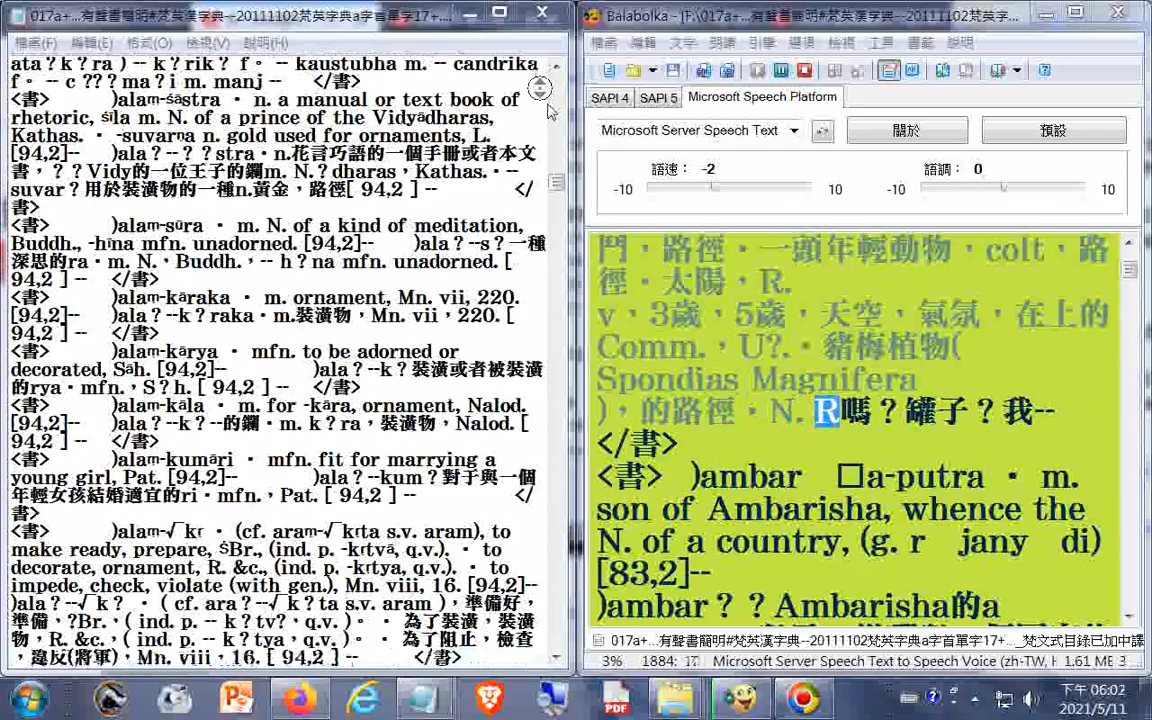 017a+...有聲書簡明#梵英漢字典--20111102梵英字典a字首單字17+...
檔案(F) 編輯(E) 格式(O) 檢視(V) 說明(H)
ata？k？ra ) -- k？rik？ f。 -- kaustubha m. -- candrika
f。 -- c ???？ma？i m. manj -- </書>
<書> )alaṃ-śāstra ‧ n. a manual or text book of
rhetoric, śīla m. N. of a prince of the Vidyādharas,
Kathas. ‧ -suvarṇa n. gold used for ornaments, L.
[94,2]-- )ala？--？？stra‧n.花言巧語的一個手冊或者本文
書，？？Vidy的一位王子的鑭m. N.？dharas，Kathas.‧--
suvar？用於裝潢物的一種n.黃金，路徑[ 94,2 ] -- </
書>
<書> )alaṃ-sūra ‧ m. N. of a kind of meditation,
Buddh., -hīna mfn. unadorned. [94,2]-- )ala？--s？一種
深思的ra‧m. N.，Buddh.，-- h？na mfn. unadorned. [
94,2 ] -- </書>
<書> )alaṃ-kāraka ‧ m. ornament, Mn. vii, 220.
[94,2]-- )ala？--k？raka‧m.裝潢物，Mn. vii，220. [
94,2 ] -- </書>
<書> )alaṃ-kārya ‧ mfn. to be adorned or
decorated, Sāh. [94,2]-- )ala？--k？裝潢或者被裝潢
的rya‧mfn.，S？h. [ 94,2 ] -- </書>
<書> )alaṃ-kāla ‧ m. for -kāra, ornament, Nalod.
[94,2]-- )ala？--k？--的鑭‧m. k？ra，裝潢物，Nalod. [
94,2 ] -- </書>
<書> )alaṃ-kumāri ‧ mfn. fit for marrying a
young girl, Pat. [94,2]-- )ala？--kum？對于與一個
年輕女孩結婚適宜的ri‧mfn.，Pat. [ 94,2 ] -- </
書>
<書> )alaṃ-√kṛ ‧ (cf. araṃ-√kṛta s.v. aram), to
make ready, prepare, ŚBr., (ind. p. -kṛtvā, q.v.), ‧ to
decorate, ornament, R. &c., (ind. p. -kṛtya, q.v.). ‧ to
impede, check, violate (with gen.), Mn. viii, 16. [94,2]--
)ala？--√ k？ ‧ ( cf. ara？--√ k？ta s.v. aram )，準備好，
準備，?Br.，( ind. p. -- k？tv?，q.v.)。‧ 為了裝潢，裝潢
物，R. &c.，( ind. p. -- k？tya，q.v.)。 ‧ 為了阻止，檢查
，違反(將軍)，Mn. viii，16. [ 94,2 ] -- </書>
Balabolka - [F:\017a+...有聲書簡明#梵英漢字典--20111102梵英字...
檔案 編輯 文字 朗讀 引擎 選項 檢視 工具 書籤 說明
SAPI 4 SAPI 5 Microsoft Speech Platform
Microsoft Server Speech Text 關於 預設
語速： -2 語調： 0
-10 10 -10 10
門，路徑‧一頭年輕動物，colt，路
徑‧太陽，R.
v，3歲，5歲，天空，氣氛，在上的
Comm.，U?.‧豬梅植物(
Spondias Magnifera
)，的路徑‧N. R嗎？罐子？我--
</書>
<書> )ambar □a-putra ‧ m.
son of Ambarisha, whence the
N. of a country, (g. r jany di)
[83,2]--
)ambar？？Ambarisha的a
017a+...有聲書簡明#梵英漢字典--20111102梵英字典a字首單字17+..._梵文式目錄已加中譯
3% 1884: 17 Microsoft Server Speech Text to Speech Voice (zh-TW, H 1.61 ME 3
下午 06:02
2021/5/11